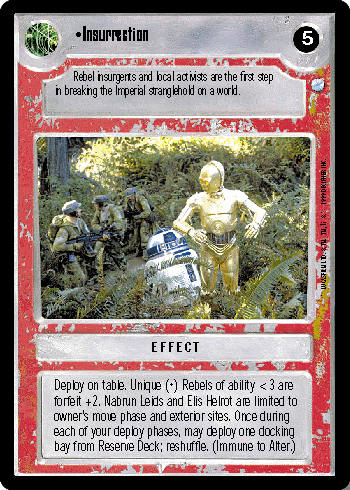 •Insurrection
5
Rebel insurgents and local activists are the first step
in breaking the Imperial stranglehold on a world.
EFFECT
Deploy on table. Unique (•) Rebels of ability < 3 are
forfeit +2. Nabrun Leids and Elis Helrot are limited to
owner's move phase and exterior sites. Once during
each of your deploy phases, may deploy one docking
bay from Reserve Deck; reshuffle. (Immune to Alter.)